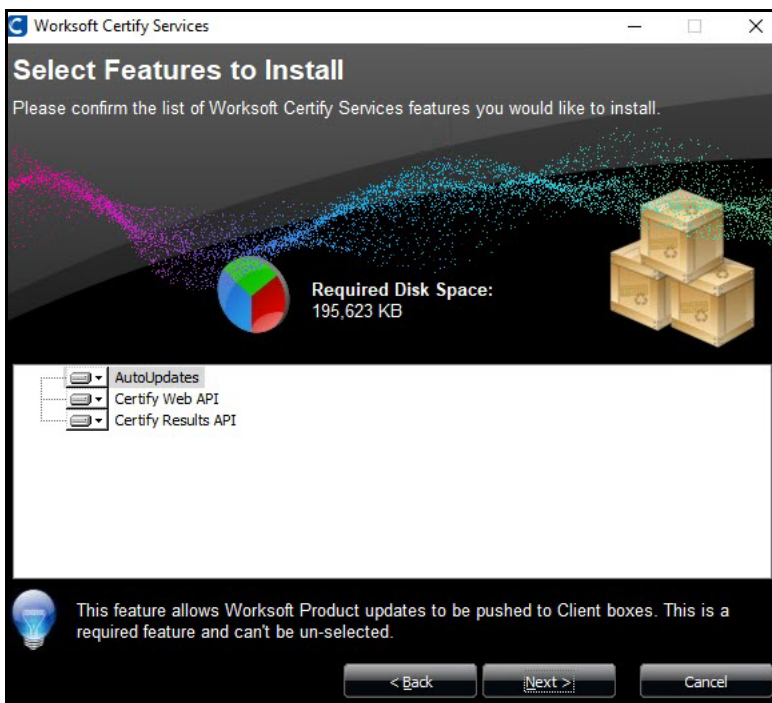 Worksoft Certify Services
Select Features to Install
Please confirm the list of Worksoft Certify Services features you would like to install.
Required Disk Space:
195,623 KB
AutoUpdates
Certify Web API
Certify Results API
This feature allows Worksoft Product updates to be pushed to Client boxes. This is a
required feature and can't be un-selected.
< Back
Next >
Cancel